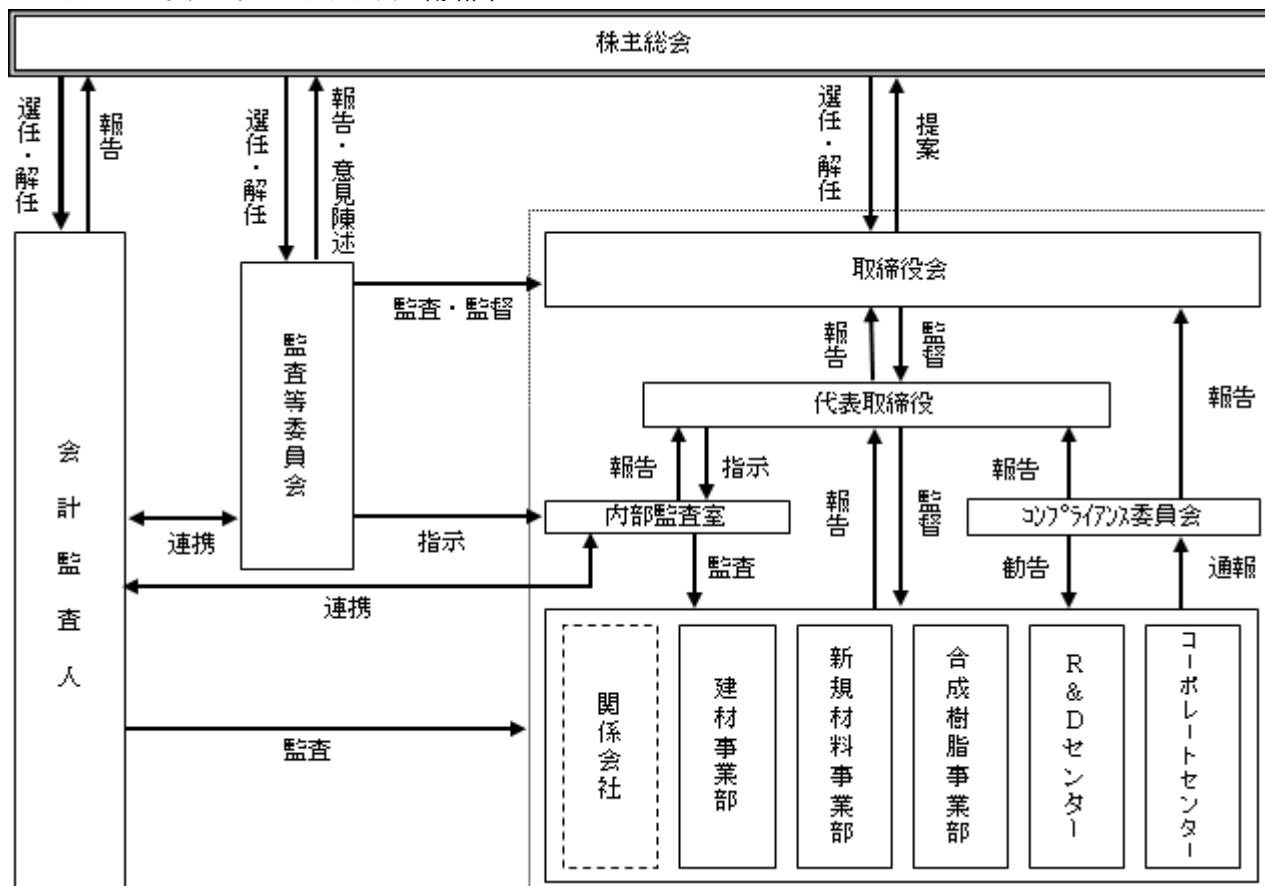 株主総会
選任・解任
報告
選任・解任
報告・意見陳述
選任・解任
提案
会計監査人
監査等委員会
監査・監督
取締役会
報告
監督
代表取締役
報告
報告
指示
報告
監督
報告
連携
指示
内部監査室
コンプライアンス委員会
連携
監査
勧告
通報
監査
関係会社
建材事業部
新規材料事業部
合成樹脂事業部
R&Dセンター
コーポレートセンター